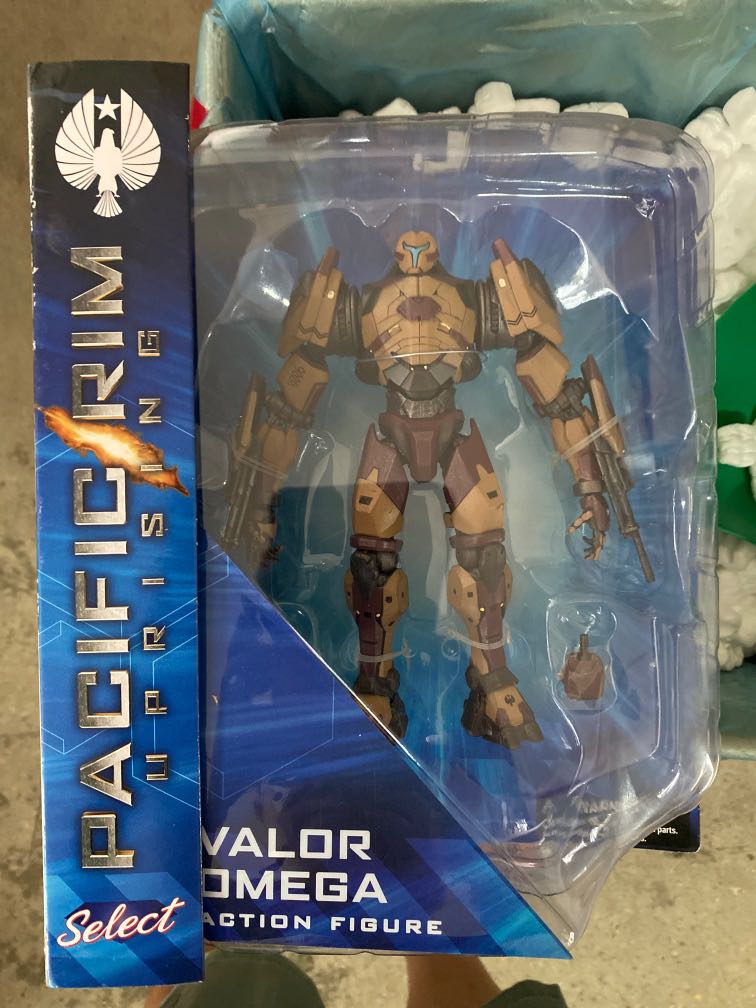 PACIFIC RIM
UPRISING
Select
VALOR
OMEGA
ACTION FIGURE
parts.